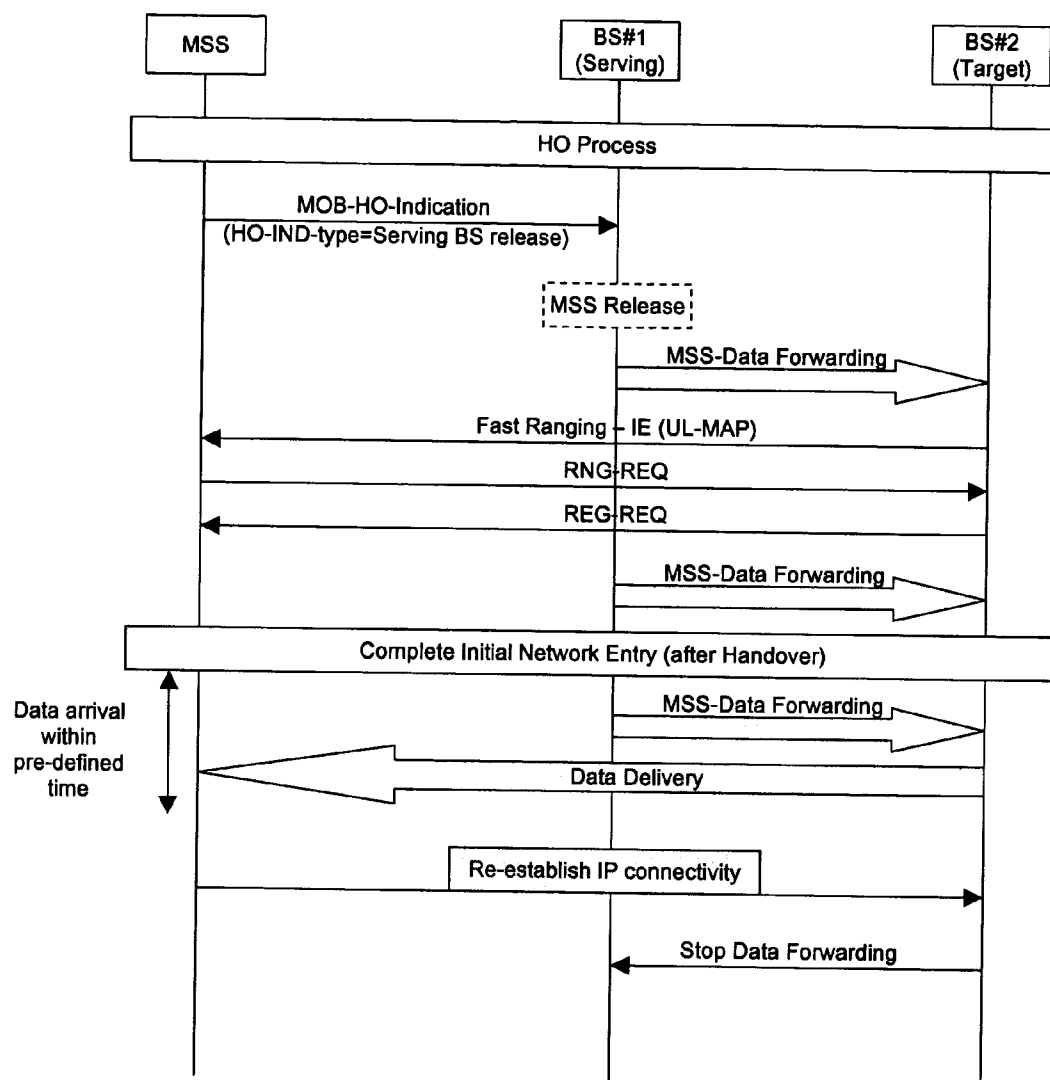 MSS
BS#1
(Serving)
BS#2
(Target)
HO Process
MOB-HO-Indication
(HO-IND-type=Serving BS release)
MSS Release
MSS-Data Forwarding
Fast Ranging – IE (UL-MAP)
RNG-REQ
REG-REQ
MSS-Data Forwarding
Complete Initial Network Entry (after Handover)
MSS-Data Forwarding
Data arrival
within
pre-defined
time
Data Delivery
Re-establish IP connectivity
Stop Data Forwarding